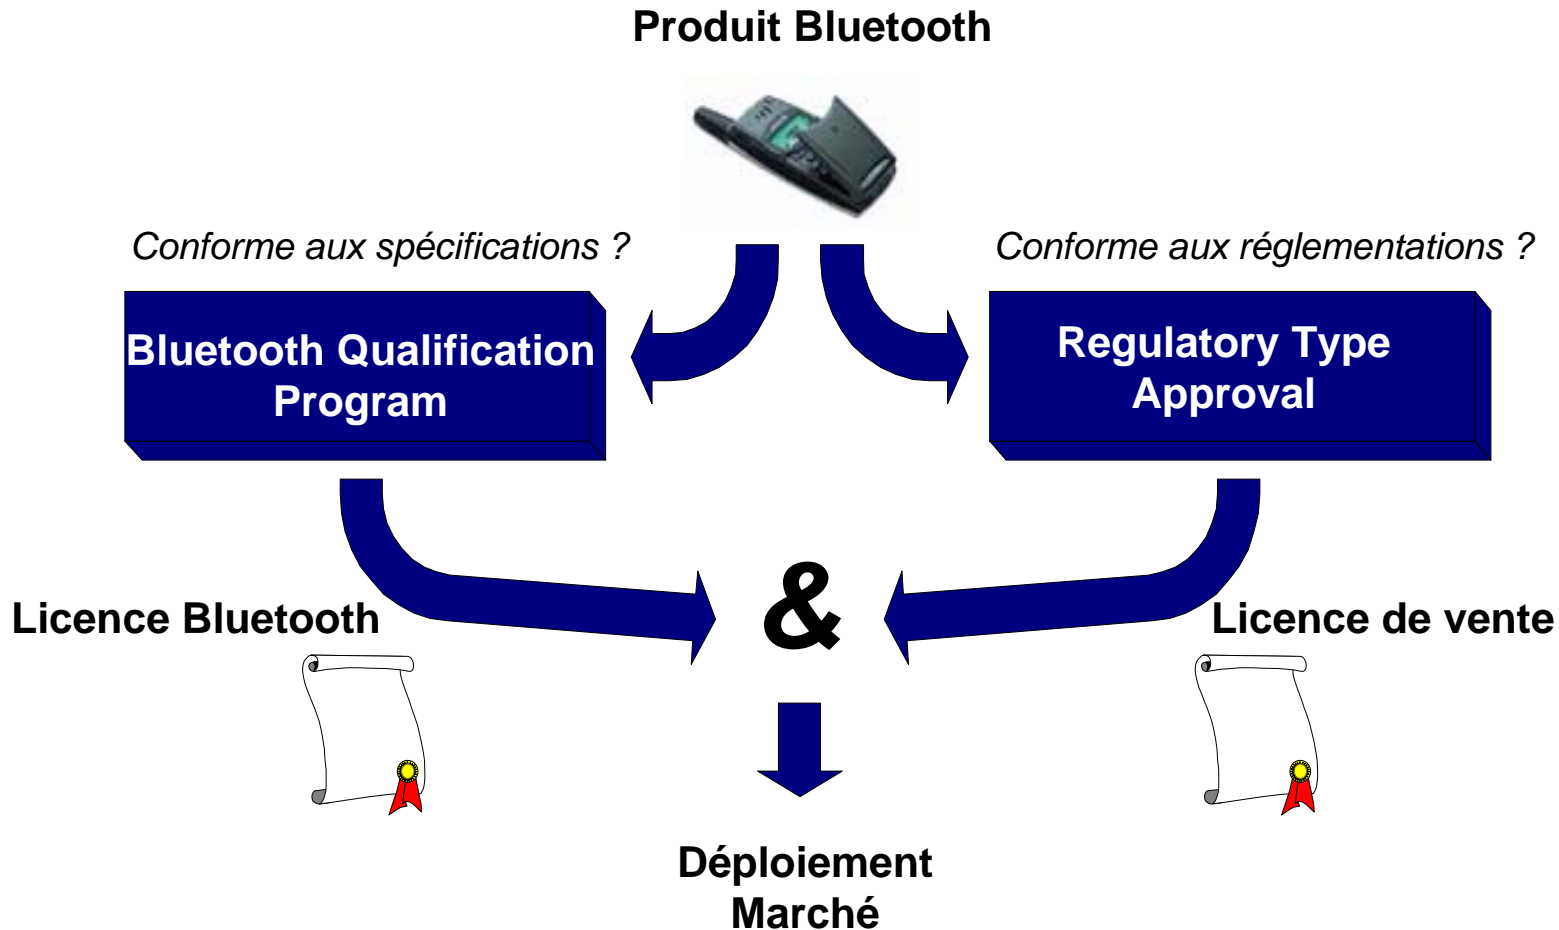 Produit Bluetooth
Conforme aux spécifications ?
Conforme aux réglementations ?
Bluetooth Qualification
Program
Regulatory Type
Approval
&
Licence Bluetooth
Licence de vente
Déploiement
Marché